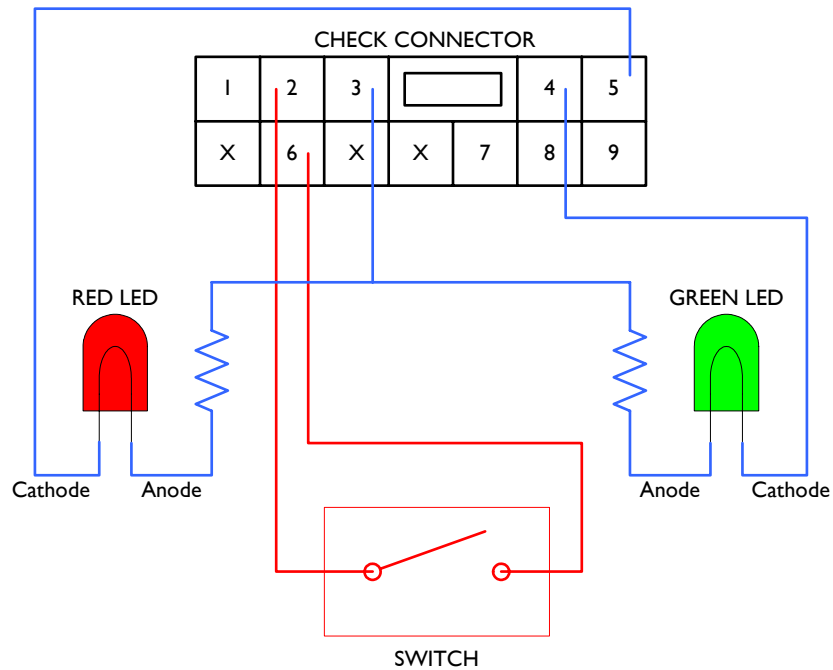 CHECK CONNECTOR
1 2 3 4 5
X 6 X X 7 8 9
RED LED GREEN LED
Cathode Anode Anode Cathode
SWITCH